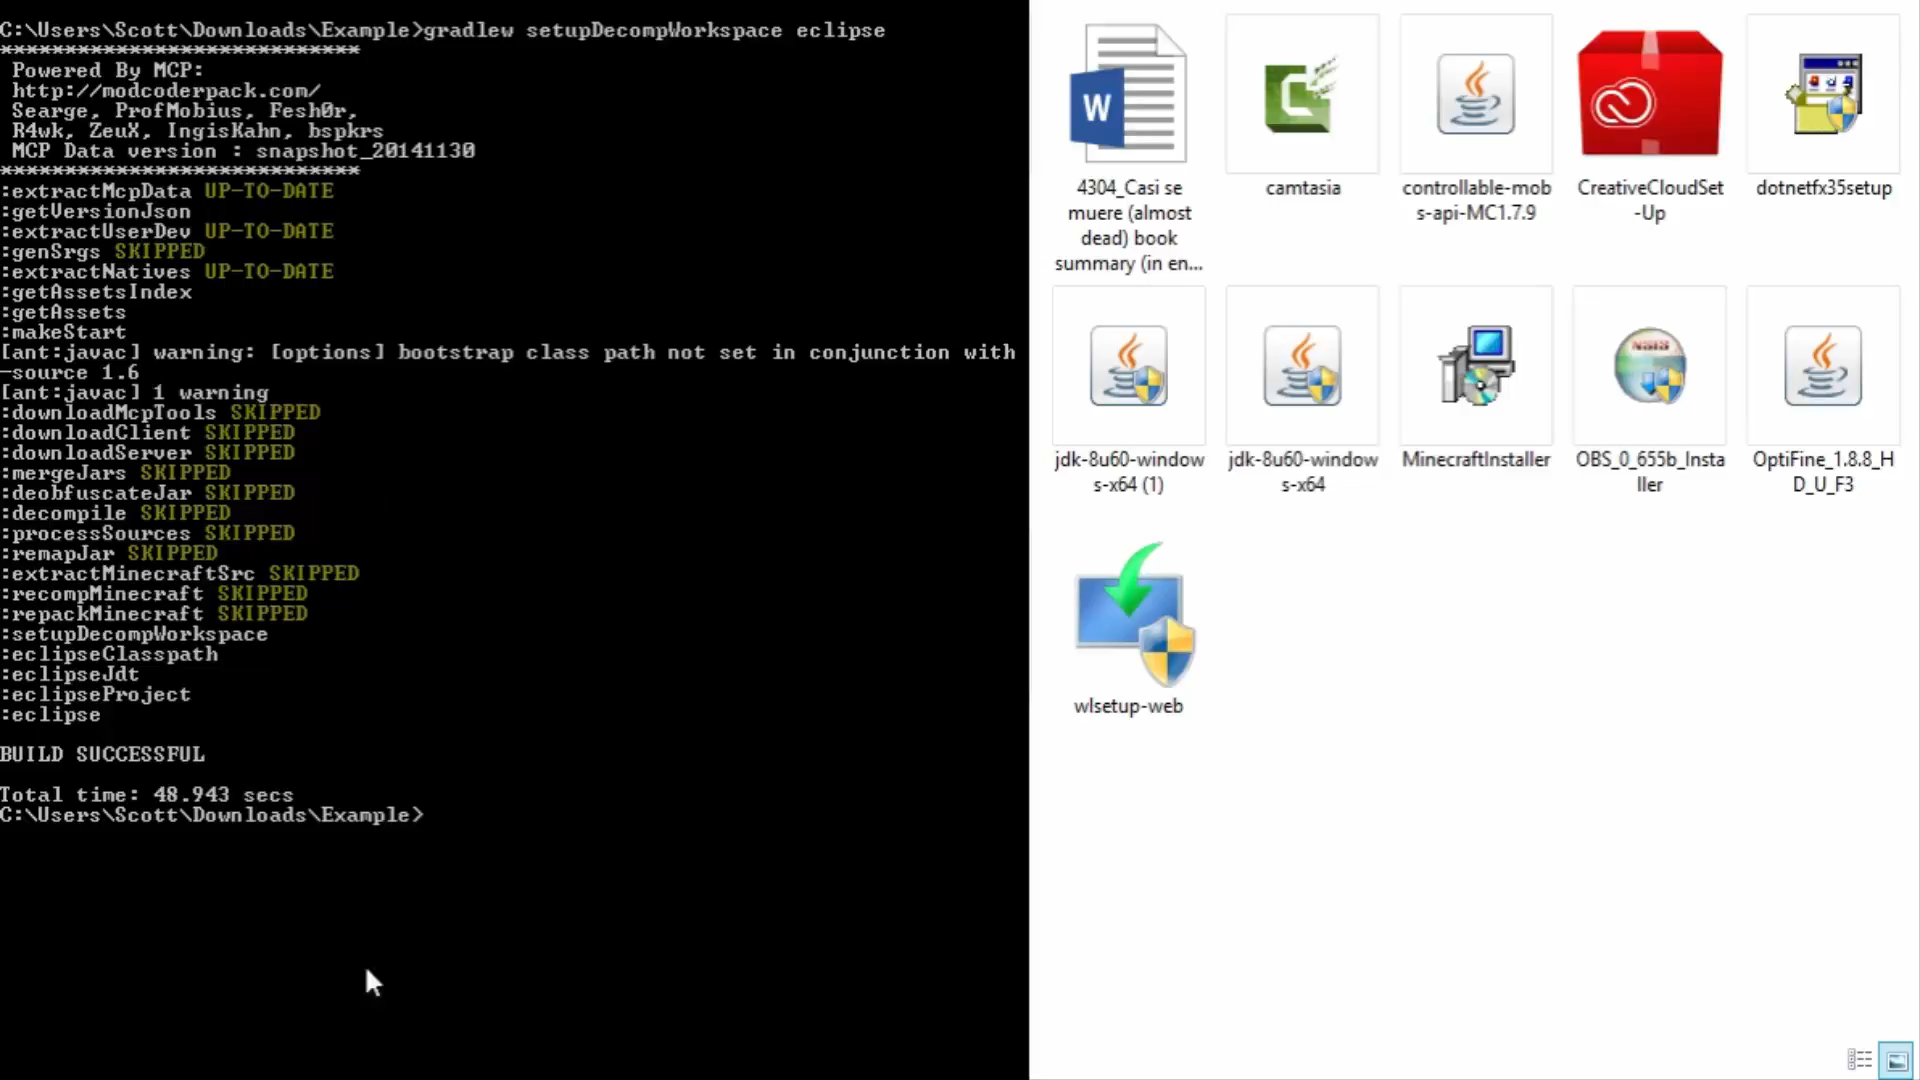 C:\Users\Scott\Downloads\Example>gradlew setupDecompWorkspace eclipse
****************************
Powered By MCP:
http://modcoderpack.com/
Searge, ProfMobius, Fesh0r,
R4wk, ZeuX, IngisKahn, bspkrs
MCP Data version : snapshot_20141130
****************************
:extractMcpData UP-TO-DATE
:getVersionJson
:extractUserDev UP-TO-DATE
:genSrgs SKIPPED
:extractNatives UP-TO-DATE
:getAssetsIndex
:getAssets
:makeStart
[ant:javac] warning: [options] bootstrap class path not set in conjunction with
-source 1.6
[ant:javac] 1 warning
:downloadMcpTools SKIPPED
:downloadClient SKIPPED
:downloadServer SKIPPED
:mergeJars SKIPPED
:deobfuscateJar SKIPPED
:decompile SKIPPED
:processSources SKIPPED
:remapJar SKIPPED
:extractMinecraftSrc SKIPPED
:recompMinecraft SKIPPED
:repackMinecraft SKIPPED
:setupDecompWorkspace
:eclipseClasspath
:eclipseJdt
:eclipseProject
:eclipse
BUILD SUCCESSFUL
Total time: 48.943 secs
C:\Users\Scott\Downloads\Example>
W
4304_Casi se
muere (almost
dead) book
summary (in en...
C
camtasia
controllable-mob
s-api-MC1.7.9
CreativeCloudSet
-Up
dotnetfx35setup
jdk-8u60-window
s-x64 (1)
jdk-8u60-window
s-x64
MinecraftInstaller
NSIS
OBS_0_655b_Insta
ller
OptiFine_1.8.8_H
D_U_F3
wlsetup-web